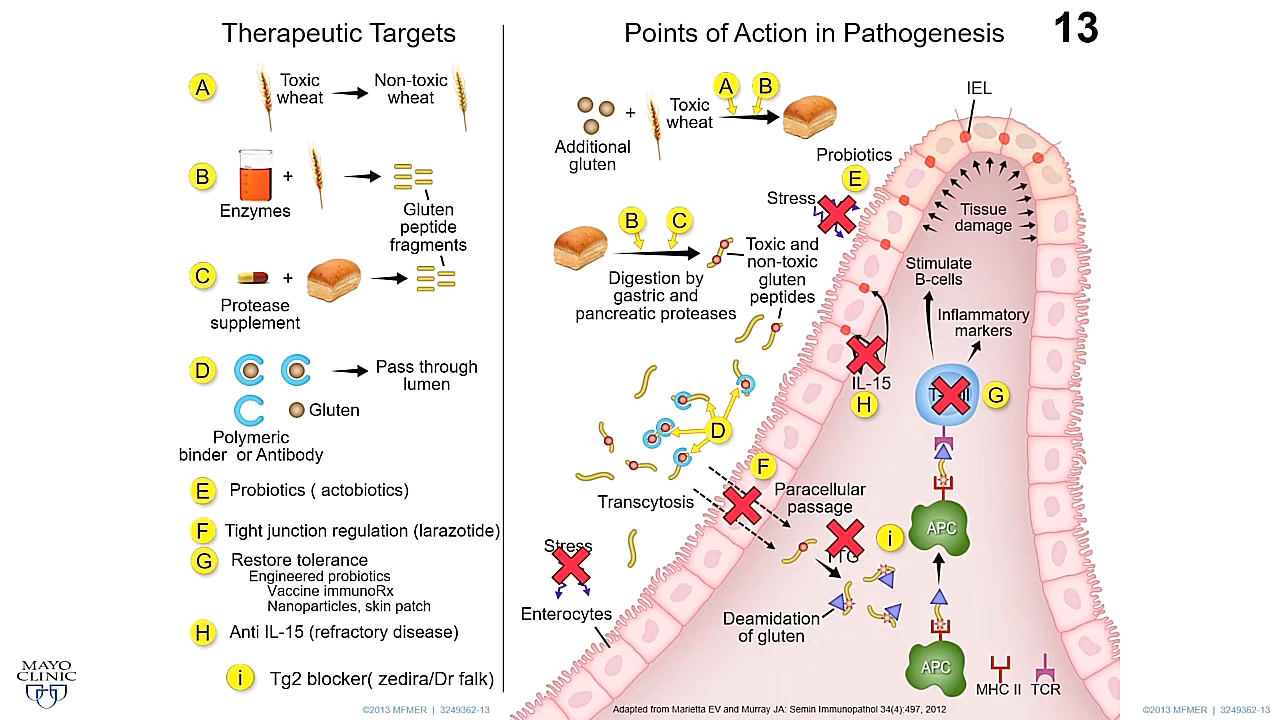 Therapeutic Targets
A
Toxic
wheat
Non-toxic
wheat
B
+
Enzymes
Gluten
peptide
fragments
C
+
Protease
supplement
D
Pass through
lumen
Gluten
Polymeric
binder or Antibody
E Probiotics ( actobiotics)
F Tight junction regulation (larazotide)
G Restore tolerance
Engineered probiotics
Vaccine immunoRx
Nanoparticles, skin patch
H Anti IL-15 (refractory disease)
i Tg2 blocker( zedira/Dr falk)
MAYO
CLINIC
©2013 MFMER | 3249362-13
Points of Action in Pathogenesis
13
+
Additional
gluten
Toxic
wheat
A B
IEL
Probiotics
E
Stress
B C
Digestion by
gastric and
pancreatic proteases
Toxic and
non-toxic
gluten
peptides
Tissue
damage
Stimulate
B-cells
Inflammatory
markers
IL-15
H
G
D
F
Transcytosis
Paracellular
passage
i
APC
Stress
Enterocytes
Deamidation
of gluten
APC
MHC II TCR
Adapted from Marietta EV and Murray JA: Semin Immunopathol 34(4):497, 2012
©2013 MFMER | 3249362-13